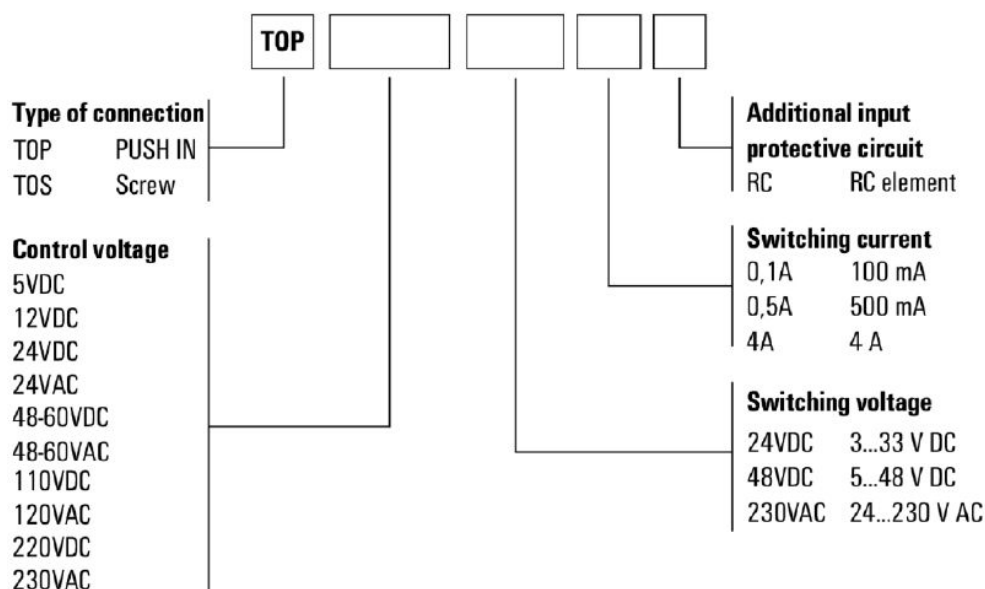 TOP
Type of connection
TOP PUSH IN
TOS Screw
Control voltage
5VDC
12VDC
24VDC
24VAC
48-60VDC
48-60VAC
110VDC
120VAC
220VDC
230VAC
Additional input
protective circuit
RC RC element
Switching current
0,1A 100 mA
0,5A 500 mA
4A 4 A
Switching voltage
24VDC 3...33 V DC
48VDC 5...48 V DC
230VAC 24...230 V AC